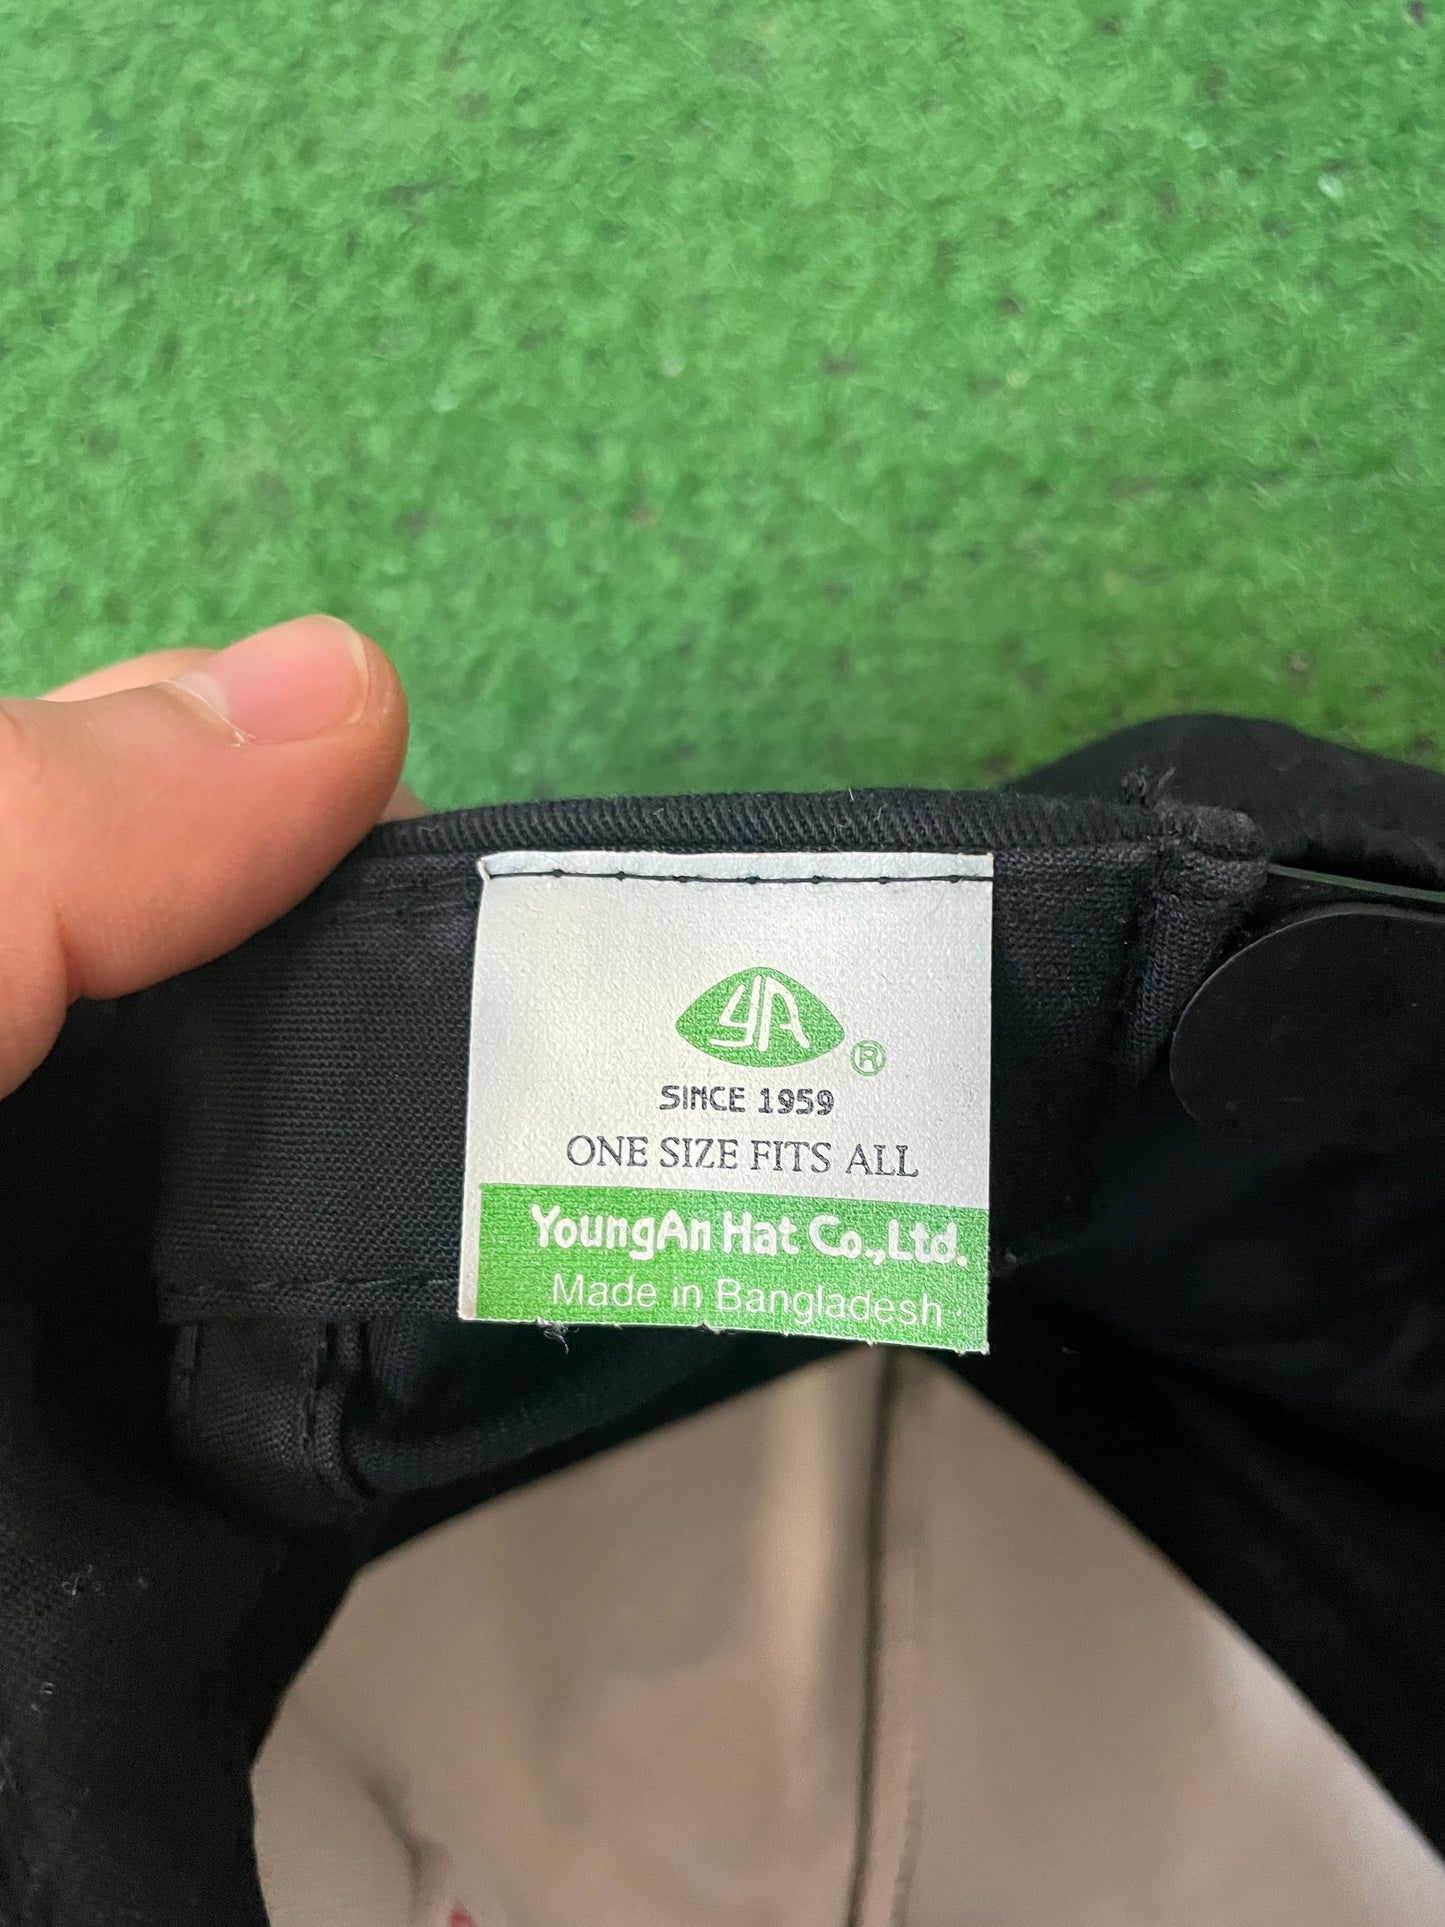 YA ®
SINCE 1959
ONE SIZE FITS ALL
YoungAn Hat Co.,Ltd.
Made in Bangladesh